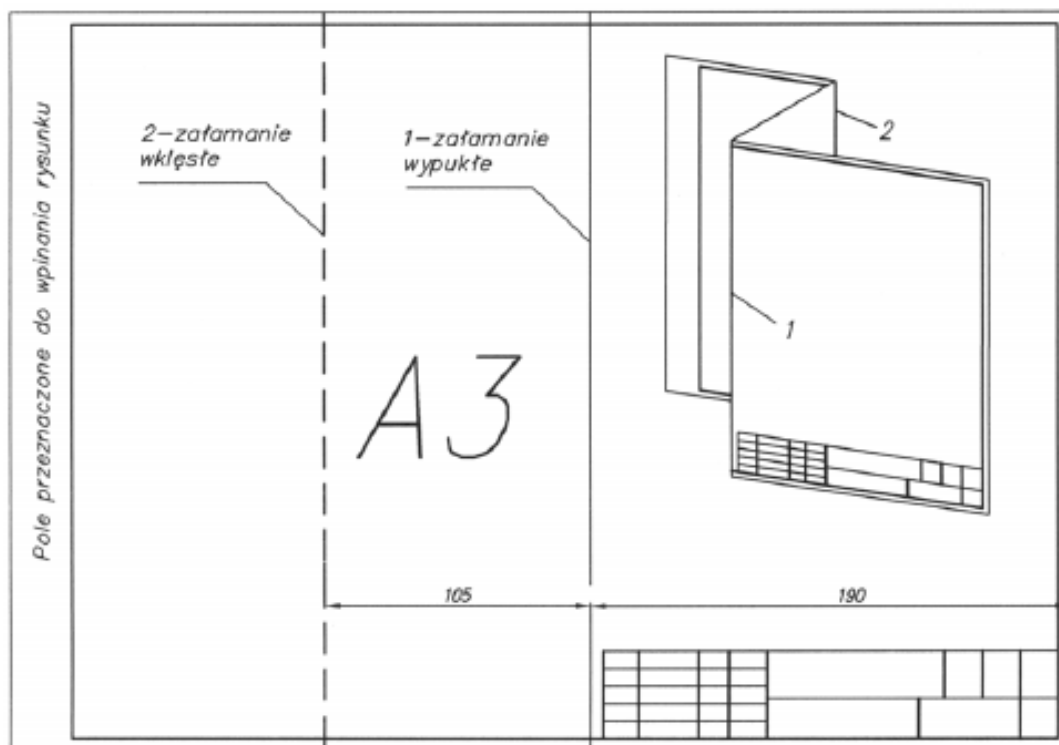 Pole przeznaczone do wpinania rysunku
2-załamanie
wklęsłe
1-załamanie
wypukłe
2
1
A3
105
190